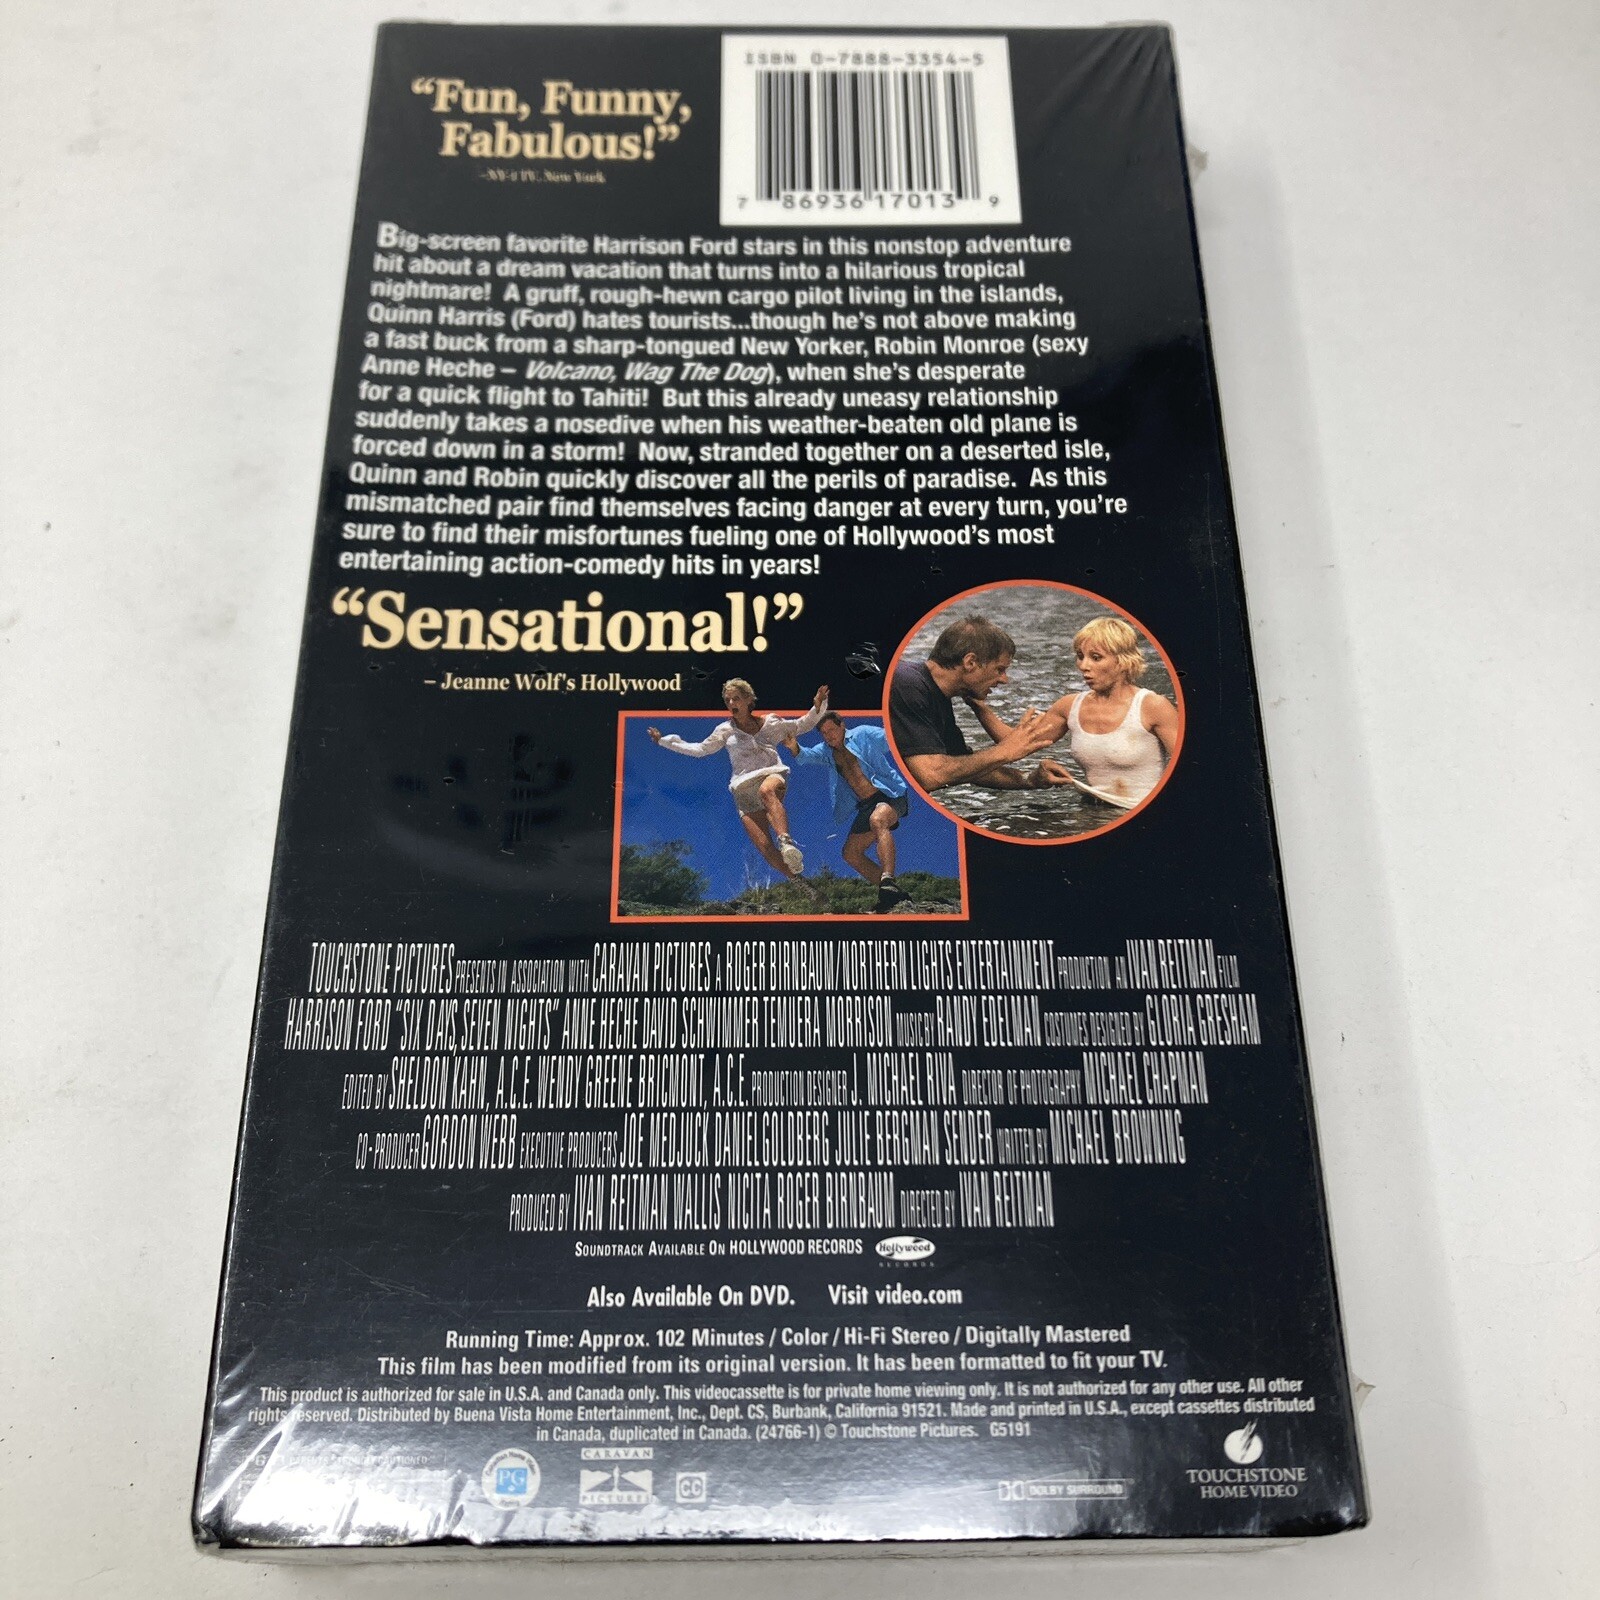 ISBN 0-7888-3354-5
"Fun, Funny,
Fabulous!"
New York
7 86936 17013 9
Big-screen favorite Harrison Ford stars in this nonstop adventure
hit about a dream vacation that turns into a hilarious tropical
nightmare! A gruff, rough-hewn cargo pilot living in the islands,
Quinn Harris (Ford) hates tourists...though he's not above making
a fast buck from a sharp-tongued New Yorker, Robin Monroe (sexy
Anne Heche – Volcano, Wag The Dog), when she's desperate
for a quick flight to Tahiti! But this already uneasy relationship
suddenly takes a nosedive when his weather-beaten old plane is
forced down in a storm! Now, stranded together on a deserted isle,
Quinn and Robin quickly discover all the perils of paradise. As this
mismatched pair find themselves facing danger at every turn, you're
sure to find their misfortunes fueling one of Hollywood's most
entertaining action-comedy hits in years!
"Sensational!"
– Jeanne Wolf's Hollywood
TOUCHSTONE PICTURES PRESENTS IN ASSOCIATION WITH CARAVAN PICTURES A ROGER BIRNBAUM/NORTHERN LIGHTS ENTERTAINMENT PRODUCTION AN IVAN REITMAN FILM
HARRISON FORD "SIX DAYS, SEVEN NIGHTS" ANNE HECHE DAVID SCHWIMMER TEMUERA MORRISON MUSIC BY RANDY EDELMAN COSTUMES DESIGNED BY GLORIA GRESHAM
EDITED BY SHELDON KAHN, A.C.E. WENDY GREENE BRICMONT, A.C.E. PRODUCTION DESIGNER J. MICHAEL RIVA DIRECTOR OF PHOTOGRAPHY MICHAEL CHAPMAN
CO-PRODUCER GORDON WEBB EXECUTIVE PRODUCERS JOE MEDJUCK DANIEL GOLDBERG JULIE BERGMAN SENDER WRITTEN BY MICHAEL BROWNING
PRODUCED BY IVAN REITMAN WALLIS NICITA ROGER BIRNBAUM DIRECTED BY IVAN REITMAN
SOUNDTRACK AVAILABLE ON HOLLYWOOD RECORDS Hollywood RECORDS
Also Available On DVD. Visit video.com
Running Time: Approx. 102 Minutes / Color / Hi-Fi Stereo / Digitally Mastered
This film has been modified from its original version. It has been formatted to fit your TV.
This product is authorized for sale in U.S.A. and Canada only. This videocassette is for private home viewing only. It is not authorized for any other use. All other
rights reserved. Distributed by Buena Vista Home Entertainment, Inc., Dept. CS, Burbank, California 91521. Made and printed in U.S.A., except cassettes distributed
in Canada, duplicated in Canada. (24766-1) © Touchstone Pictures. G5191
PG
CARAVAN
PICTURES
CC
DOLBY SURROUND
TOUCHSTONE
HOME VIDEO